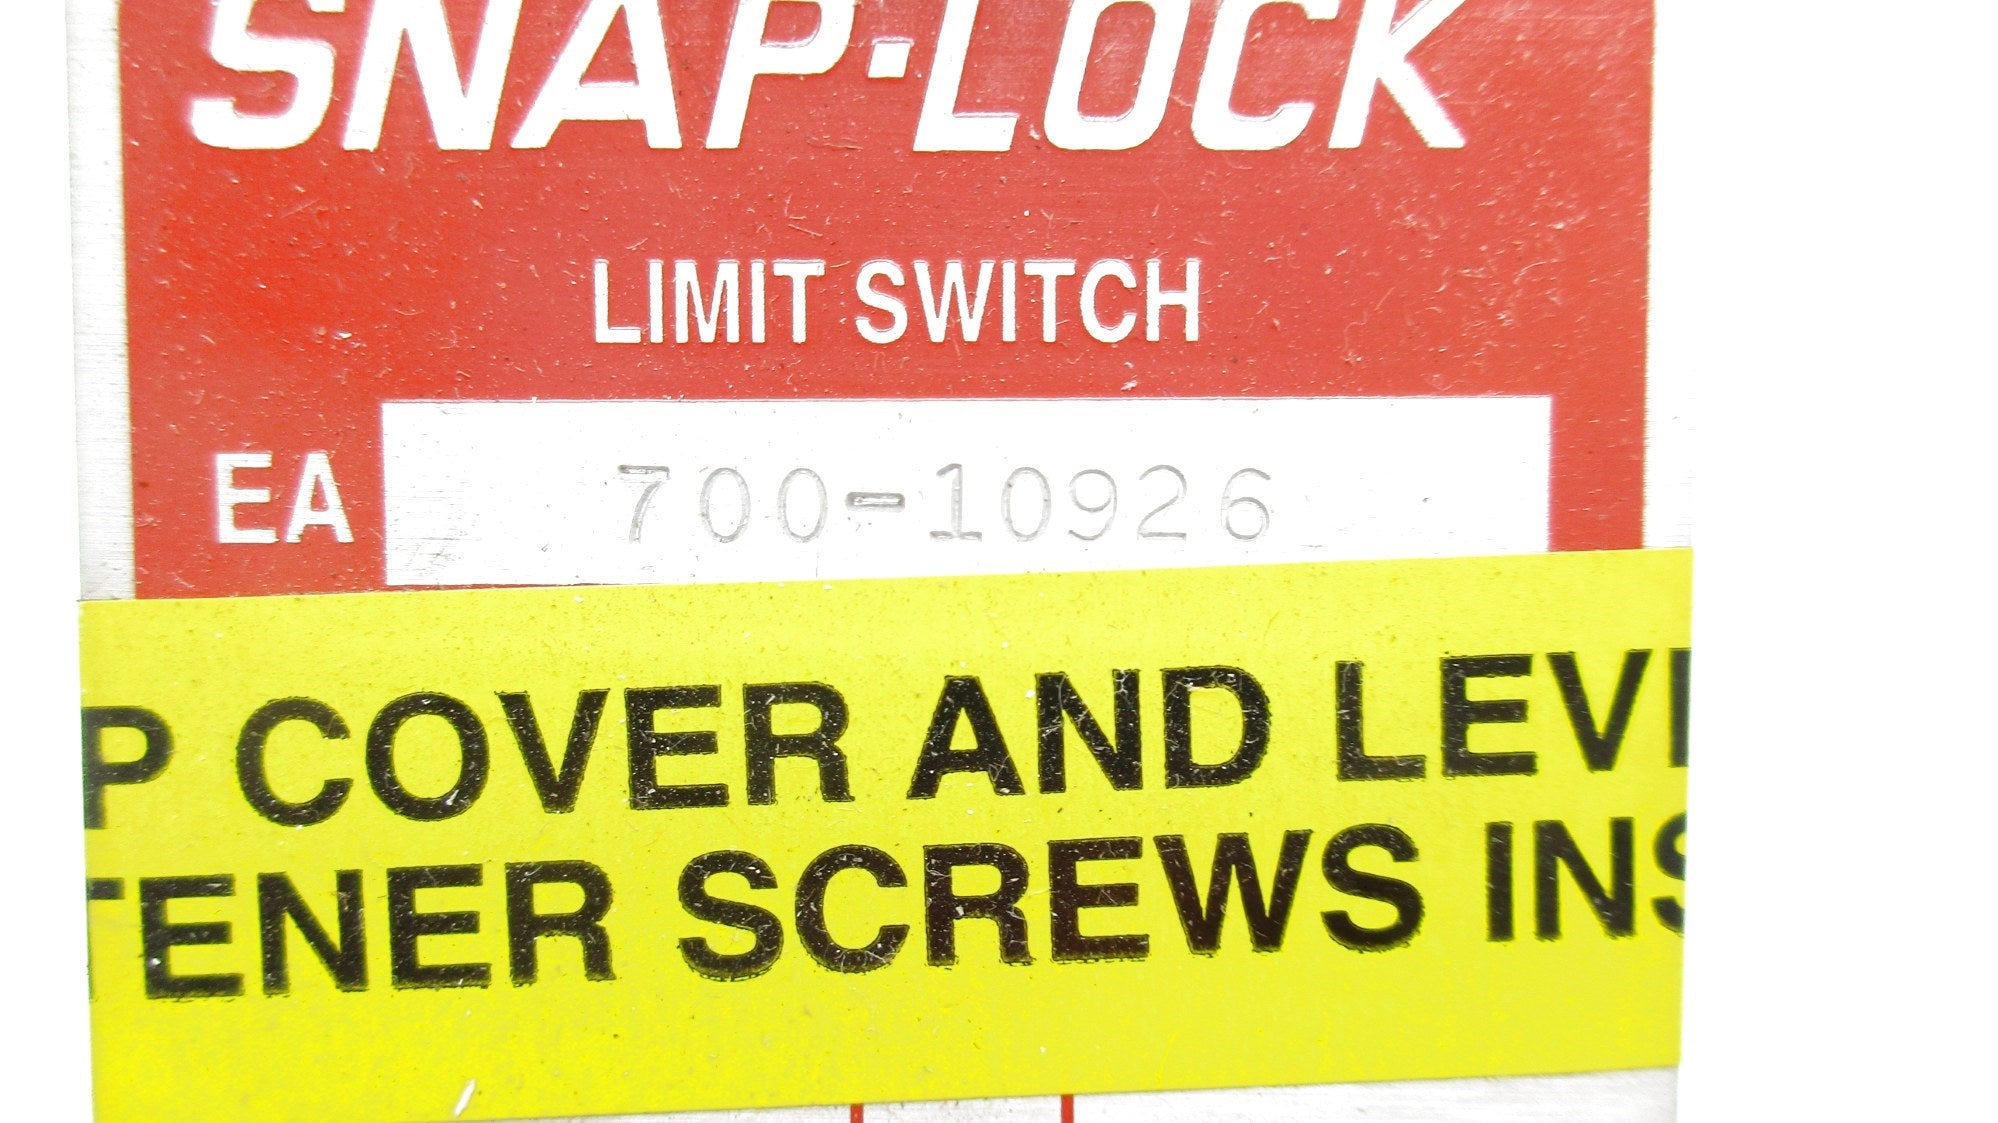 SNAP-LOCK
LIMIT SWITCH
EA 700-10926
P COVER AND LEV
TENER SCREWS INS